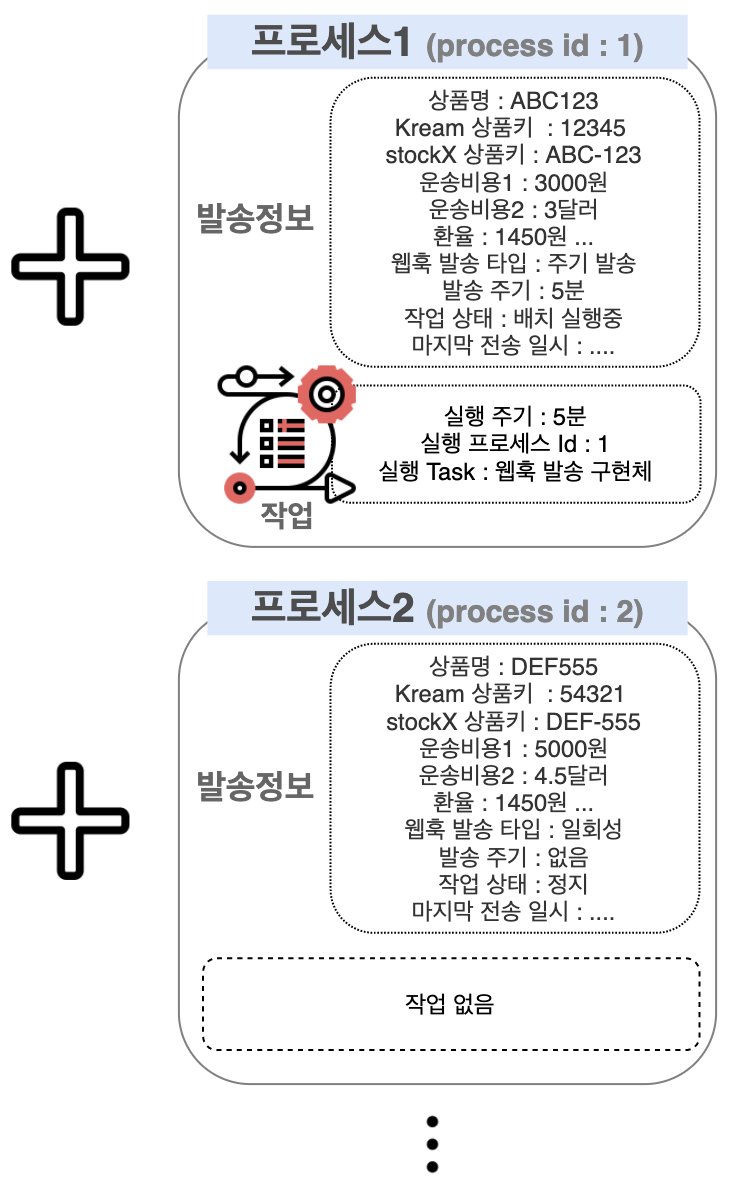 프로세스1 (process id : 1)
발송정보
상품명 : ABC123
Kream 상품키 : 12345
stockX 상품키 : ABC-123
운송비용1 : 3000원
운송비용2 : 3달러
환율 : 1450원 ...
웹훅 발송 타입 : 주기 발송
발송 주기 : 5분
작업 상태 : 배치 실행중
마지막 전송 일시 : ....
작업
실행 주기 : 5분
실행 프로세스 Id : 1
실행 Task : 웹훅 발송 구현체
프로세스2 (process id : 2)
발송정보
상품명 : DEF555
Kream 상품키 : 54321
stockX 상품키 : DEF-555
운송비용1 : 5000원
운송비용2 : 4.5달러
환율 : 1450원 ...
웹훅 발송 타입 : 일회성
발송 주기 : 없음
작업 상태 : 정지
마지막 전송 일시 : ....
작업 없음